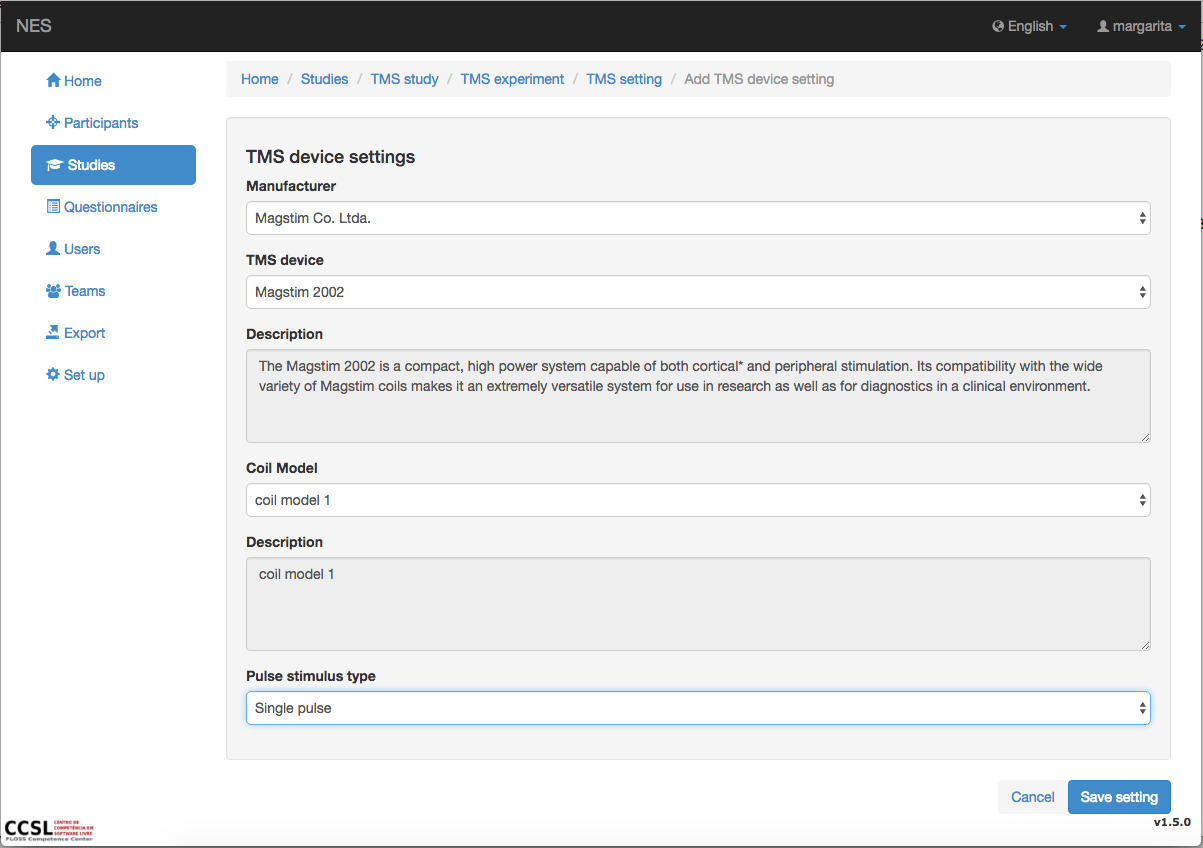 NES
English
margarita
Home
Participants
Studies
Questionnaires
Users
Teams
Export
Set up
Home / Studies / TMS study / TMS experiment / TMS setting / Add TMS device setting
TMS device settings
Manufacturer
Magstim Co. Ltda.
TMS device
Magstim 2002
Description
The Magstim 2002 is a compact, high power system capable of both cortical* and peripheral stimulation. Its compatibility with the wide
variety of Magstim coils makes it an extremely versatile system for use in research as well as for diagnostics in a clinical environment.
Coil Model
coil model 1
Description
coil model 1
Pulse stimulus type
Single pulse
Cancel
Save setting
v1.5.0
CCSL
CENTRO DE
COMPETÊNCIA EM
SOFTWARE LIVRE
FLOSS Competence Center